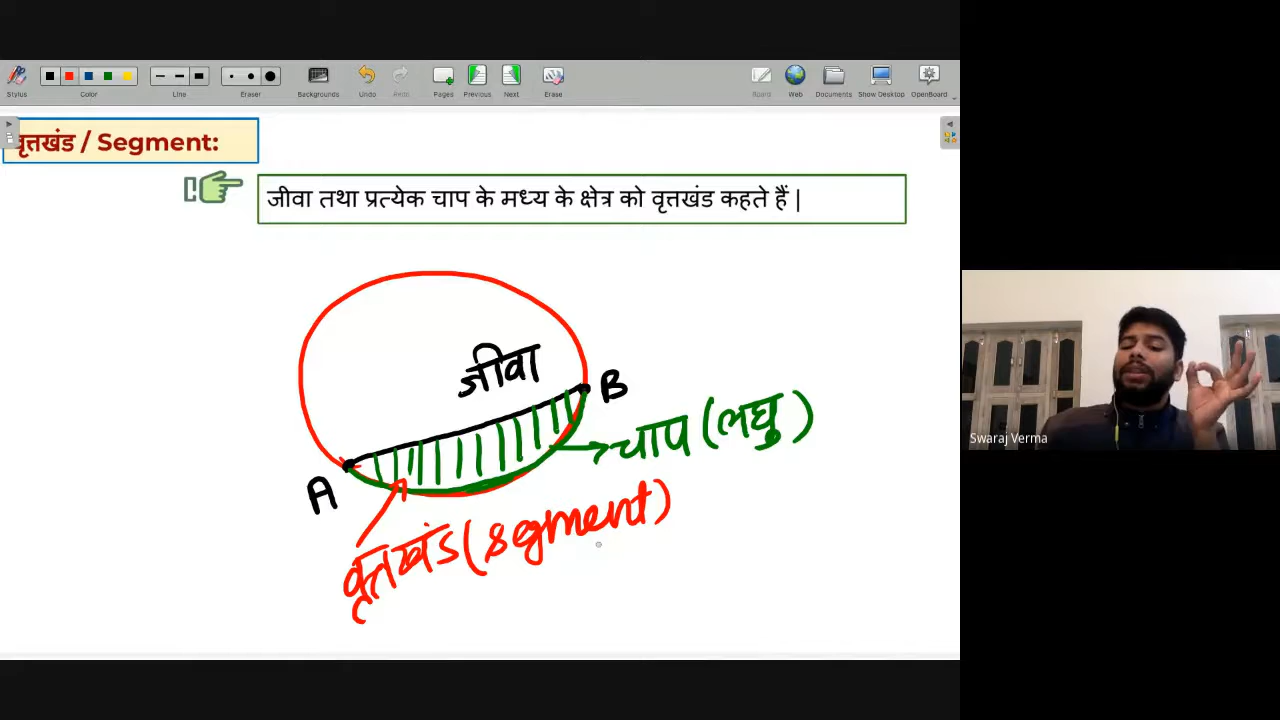 Stylus
Color
Line
Eraser
Backgrounds
Undo
Redo
Pages
Previous
Next
Erase
Board
Web
Documents
Show Desktop
OpenBoard
वृत्तखंड / Segment:
जीवा तथा प्रत्येक चाप के मध्य के क्षेत्र को वृत्तखंड कहते हैं |
जीवा
B
चाप (लघु)
A
वृत्तखंड (segment)
Swaraj Verma